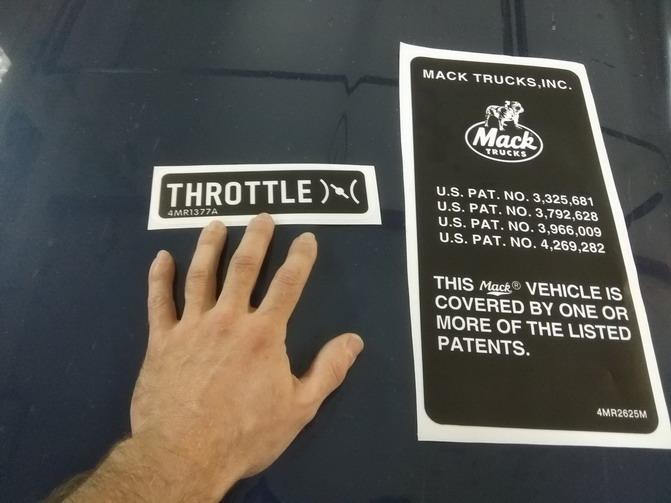 THROTTLE
4MR1377A
MACK TRUCKS, INC.
Mack
TRUCKS
U.S. PAT. NO. 3,325,681
U.S. PAT. NO. 3,792,628
U.S. PAT. NO. 3,966,009
U.S. PAT. NO. 4,269,282
THIS Mack® VEHICLE IS
COVERED BY ONE OR
MORE OF THE LISTED
PATENTS.
4MR2625M